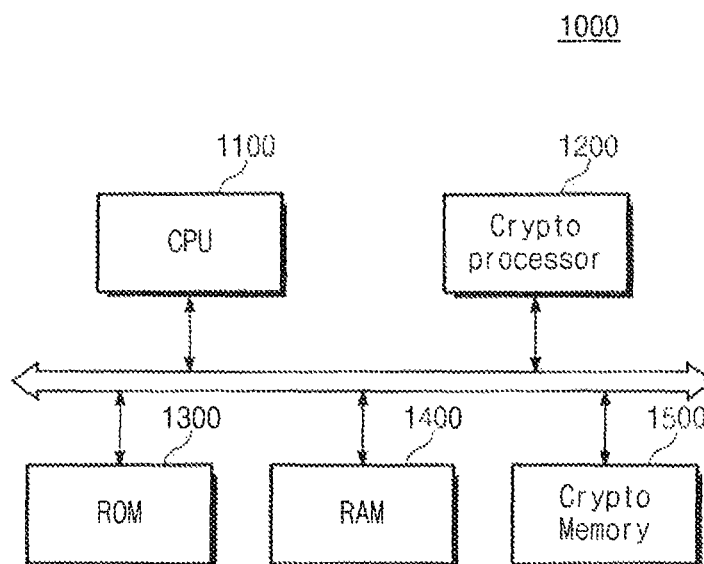 1000
1100
1200
CPU
Crypto
processor
1300
1400
1500
ROM
RAM
Crypto
Memory